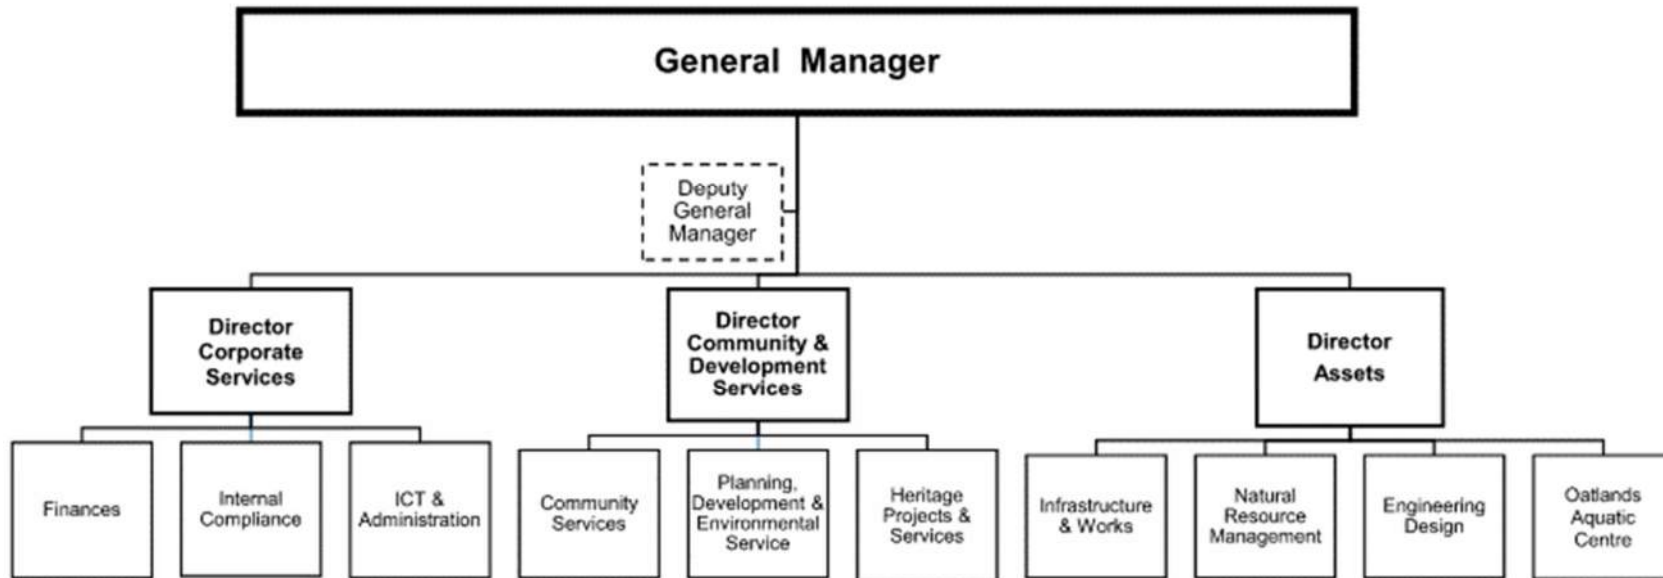 General Manager
Deputy
General
Manager
Director
Corporate
Services
Director
Community &
Development
Services
Director
Assets
Finances
Internal
Compliance
ICT &
Administration
Community
Services
Planning,
Development &
Environmental
Service
Heritage
Projects &
Services
Infrastructure
& Works
Natural
Resource
Management
Engineering
Design
Oatlands
Aquatic
Centre